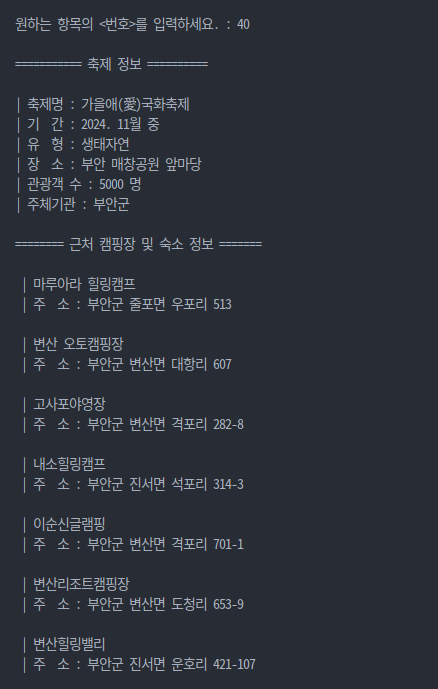 원하는 항목의 <번호>를 입력하세요. : 40
=========== 축제 정보 ==========
| 축제명 : 가을애(愛)국화축제
| 기  간 : 2024. 11월 중
| 유  형 : 생태자연
| 장  소 : 부안 매창공원 앞마당
| 관광객 수 : 5000 명
| 주체기관 : 부안군
======== 근처 캠핑장 및 숙소 정보 =======
| 마루아라 힐링캠프
| 주  소 : 부안군 줄포면 우포리 513
| 변산 오토캠핑장
| 주  소 : 부안군 변산면 대항리 607
| 고사포야영장
| 주  소 : 부안군 변산면 격포리 282-8
| 내소힐링캠프
| 주  소 : 부안군 진서면 석포리 314-3
| 이순신글램핑
| 주  소 : 부안군 변산면 격포리 701-1
| 변산리조트캠핑장
| 주  소 : 부안군 변산면 도청리 653-9
| 변산힐링밸리
| 주  소 : 부안군 진서면 운호리 421-107